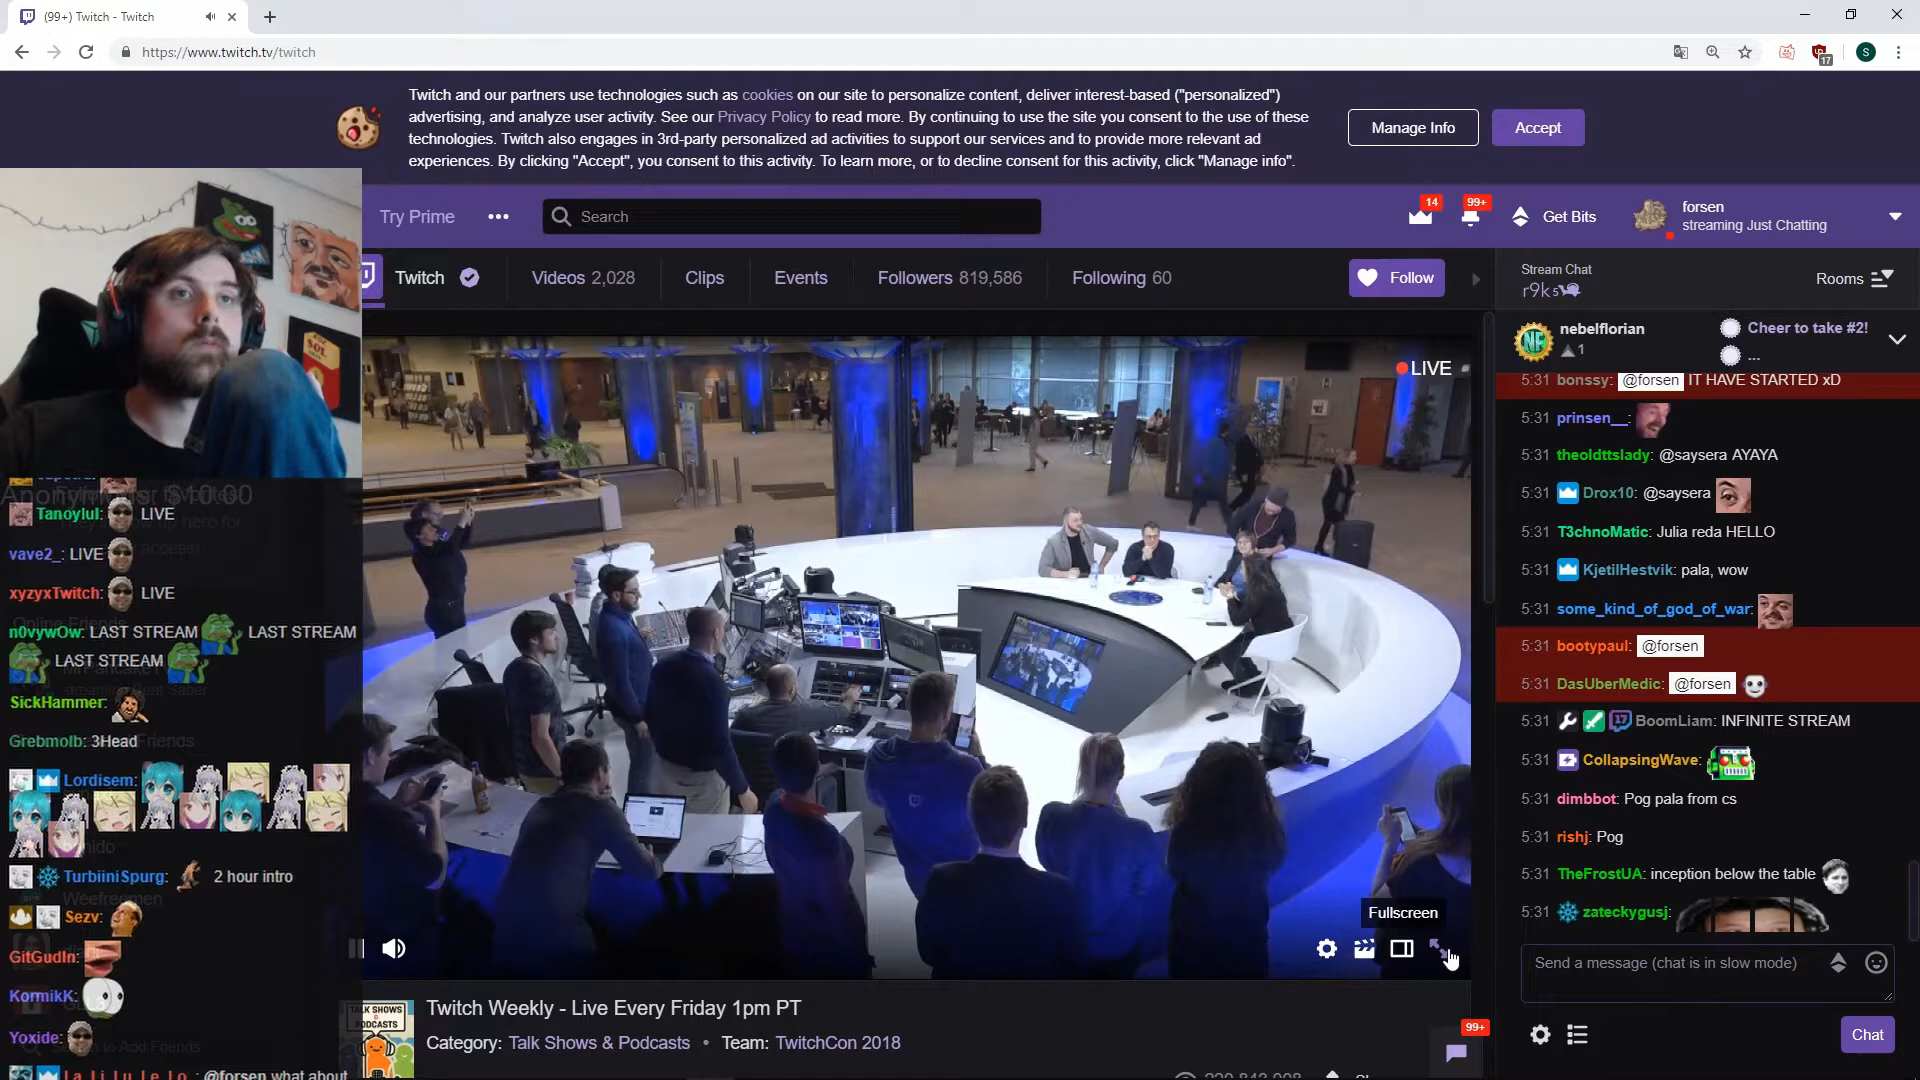 (99+) Twitch - Twitch
https://www.twitch.tv/twitch
17
S
Twitch and our partners use technologies such as cookies on our site to personalize content, deliver interest-based ("personalized")
advertising, and analyze user activity. See our Privacy Policy to read more. By continuing to use the site you consent to the use of these
technologies. Twitch also engages in 3rd-party personalized ad activities to support our services and to provide more relevant ad
experiences. By clicking "Accept", you consent to this activity. To learn more, or to decline consent for this activity, click "Manage info".
Manage Info
Accept
Try Prime
Search
14
99+
Get Bits
forsen
streaming Just Chatting
Twitch
Videos 2,028
Clips
Events
Followers 819,586
Following 60
Follow
Stream Chat
r9k
Rooms
nebelflorian
1
Cheer to take #2!
...
5:31 bonssy: @forsen IT HAVE STARTED xD
5:31 prinsen__:
5:31 theoldttslady: @saysera AYAYA
5:31 Drox10: @saysera
5:31 T3chnoMatic: Julia reda HELLO
5:31 KjetilHestvik: pala, wow
5:31 some_kind_of_god_of_war:
5:31 bootypaul: @forsen
5:31 DasUberMedic: @forsen
5:31 BoomLiam: INFINITE STREAM
5:31 CollapsingWave:
5:31 dimbbot: Pog pala from cs
5:31 rishj: Pog
5:31 TheFrostUA: inception below the table
5:31 zateckygusj:
Send a message (chat is in slow mode)
Chat
LIVE
Fullscreen
Twitch Weekly - Live Every Friday 1pm PT
Category: Talk Shows & Podcasts • Team: TwitchCon 2018
TALK SHOWS
PODCASTS
99+
$10.00
Tanoylul: LIVE
vave2_: LIVE
xyzyxTwitch: LIVE
n0vywOw: LAST STREAM LAST STREAM
LAST STREAM
SickHammer:
Grebmolb: 3Head
Lordisem:
TurbiiniSpurg: 2 hour intro
Weefreemen
Sezv:
GitGudIn:
KormikK:
Yoxide:
Search to Add Friends
La_Li_Lu_Le_Lo_: @forsen what about